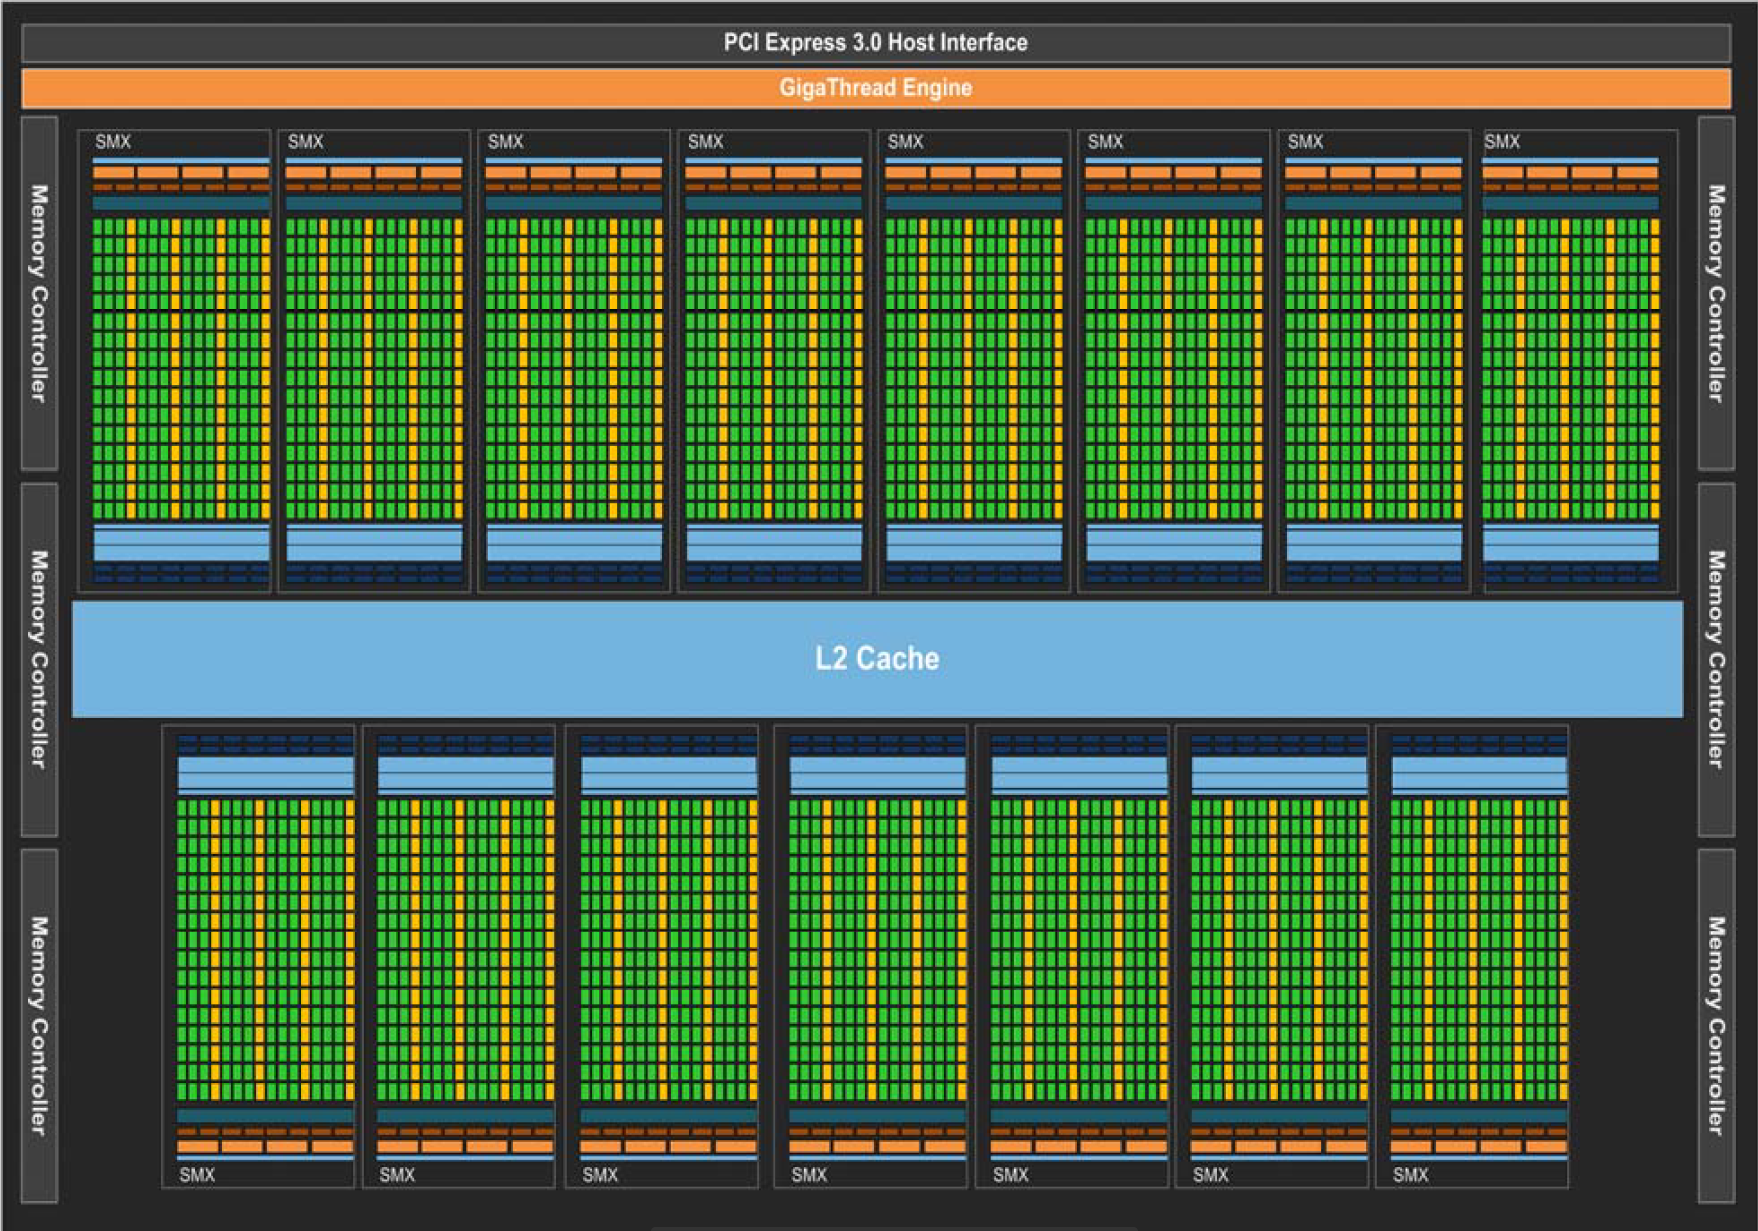 PCI Express 3.0 Host Interface
GigaThread Engine
SMX
SMX
SMX
SMX
SMX
SMX
SMX
SMX
Memory Controller
Memory Controller
Memory Controller
Memory Controller
L2 Cache
Memory Controller
Memory Controller
SMX
SMX
SMX
SMX
SMX
SMX
SMX